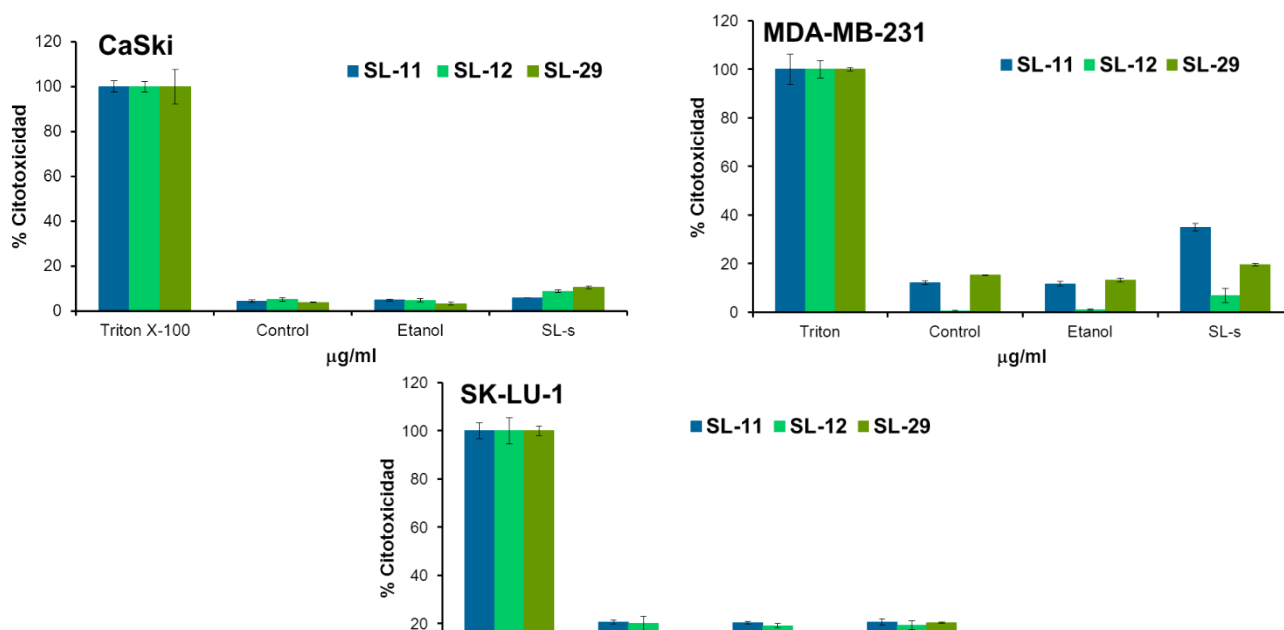 CaSki
SL-11 SL-12 SL-29
% Citotoxicidad
120
100
80
60
40
20
0
Triton X-100 Control Etanol SL-s
μg/ml
MDA-MB-231
SL-11 SL-12 SL-29
% Citotoxicidad
120
100
80
60
40
20
0
Triton Control Etanol SL-s
μg/ml
SK-LU-1
SL-11 SL-12 SL-29
% Citotoxicidad
120
100
80
60
40
20